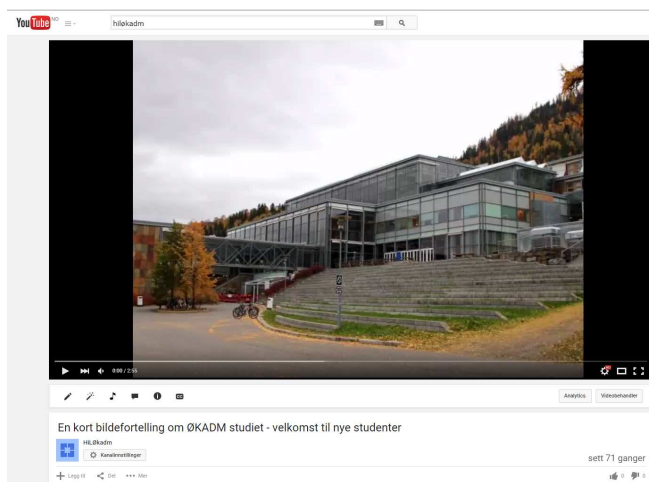 YouTube NO
hiløkadm
0:00 / 2:55
Analytics Videobehandler
En kort bildefortelling om ØKADM studiet - velkomst til nye studenter
HiLØkadm
Kanalinnstillinger
sett 71 ganger
Legg til Del Mer
0 0